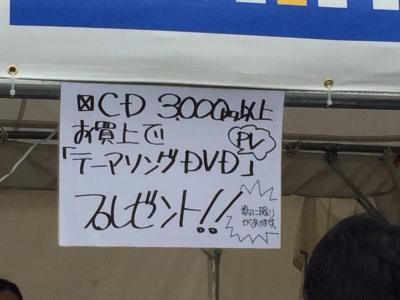 ☒CD 3,000円以上
お買上で
「テーマソングDVD」
PV
プレゼント!!
数に限り
があります。